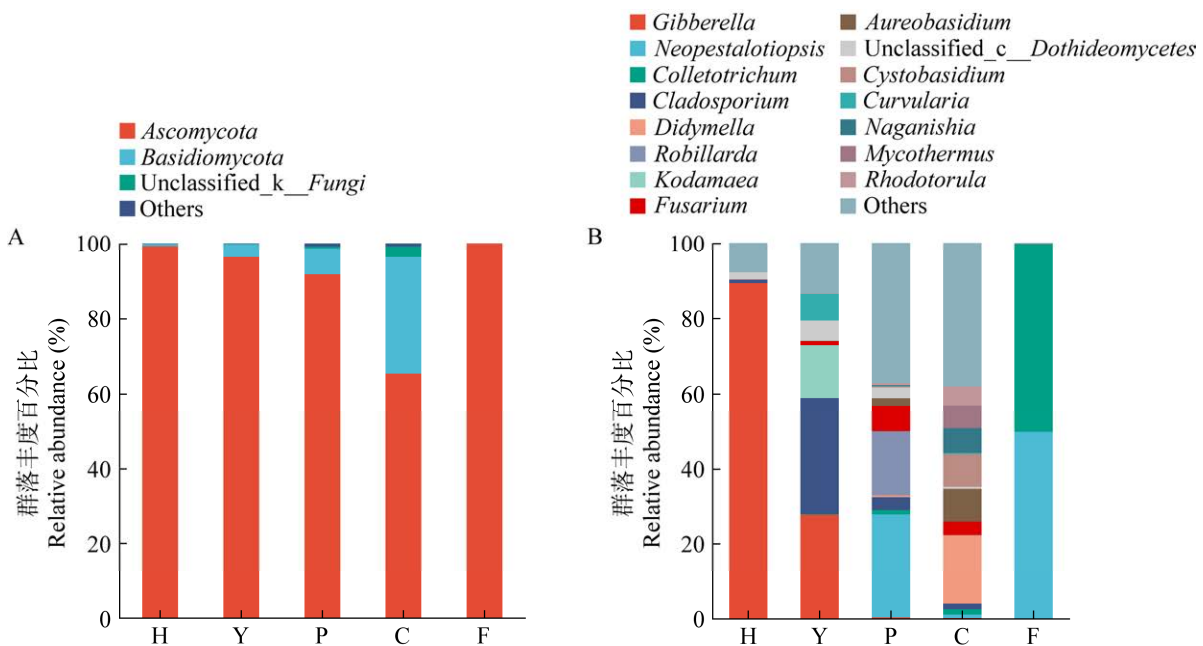 Ascomycota
Basidiomycota
Unclassified_k__Fungi
Others
A
100
80
60
40
20
0
群落丰度百分比
Relative abundance (%)
H Y P C F
Gibberella
Neopestalotiopsis
Colletotrichum
Cladosporium
Didymella
Robillarda
Kodamaea
Fusarium
Aureobasidium
Unclassified_c__Dothideomycetes
Cystobasidium
Curvularia
Naganishia
Mycothermus
Rhodotorula
Others
B
100
80
60
40
20
0
群落丰度百分比
Relative abundance (%)
H Y P C F